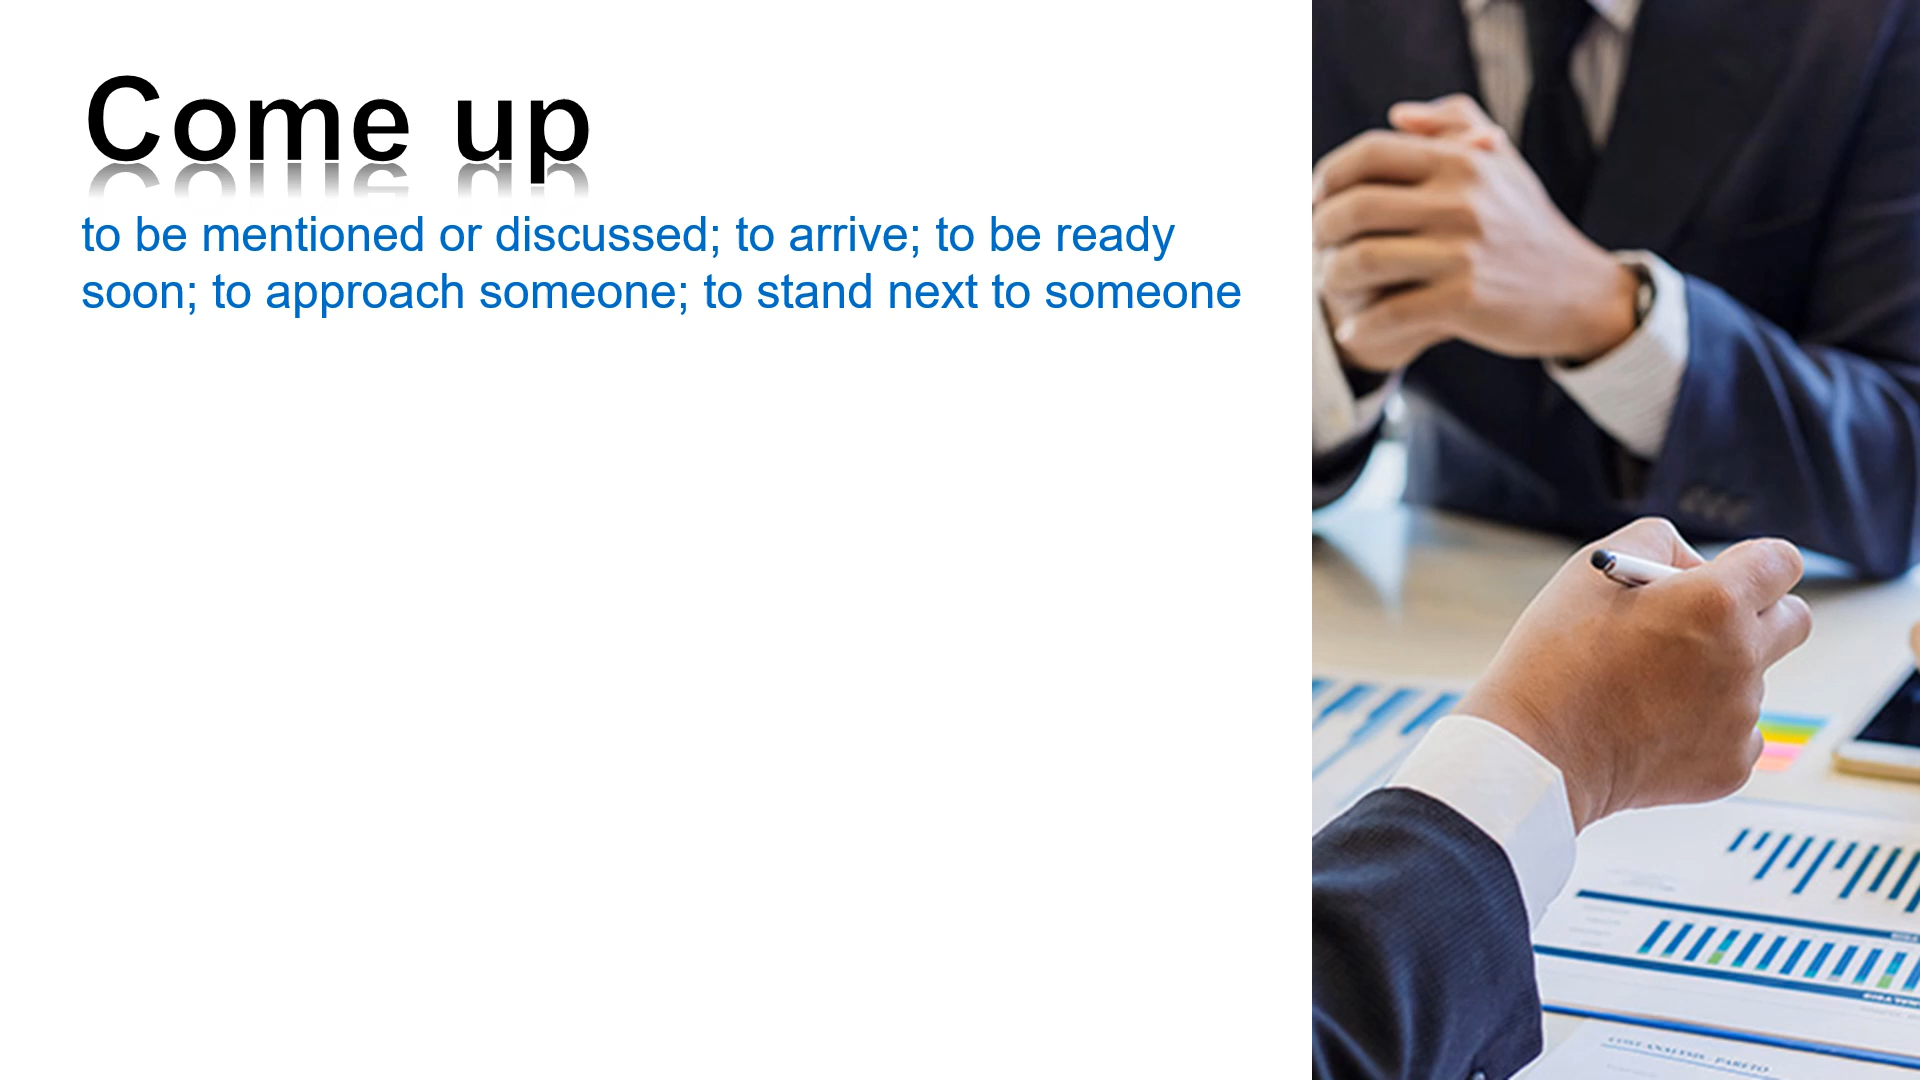 Come up
to be mentioned or discussed; to arrive; to be ready
soon; to approach someone; to stand next to someone